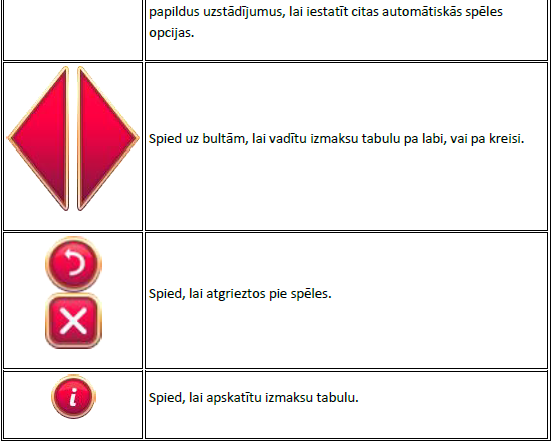 papildus uzstādījumus, lai iestatīt citas automātiskās spēles
opcijas.
Spied uz bultām, lai vadītu izmaksu tabulu pa labi, vai pa kreisi.
Spied, lai atgrieztos pie spēles.
i
Spied, lai apskatītu izmaksu tabulu.